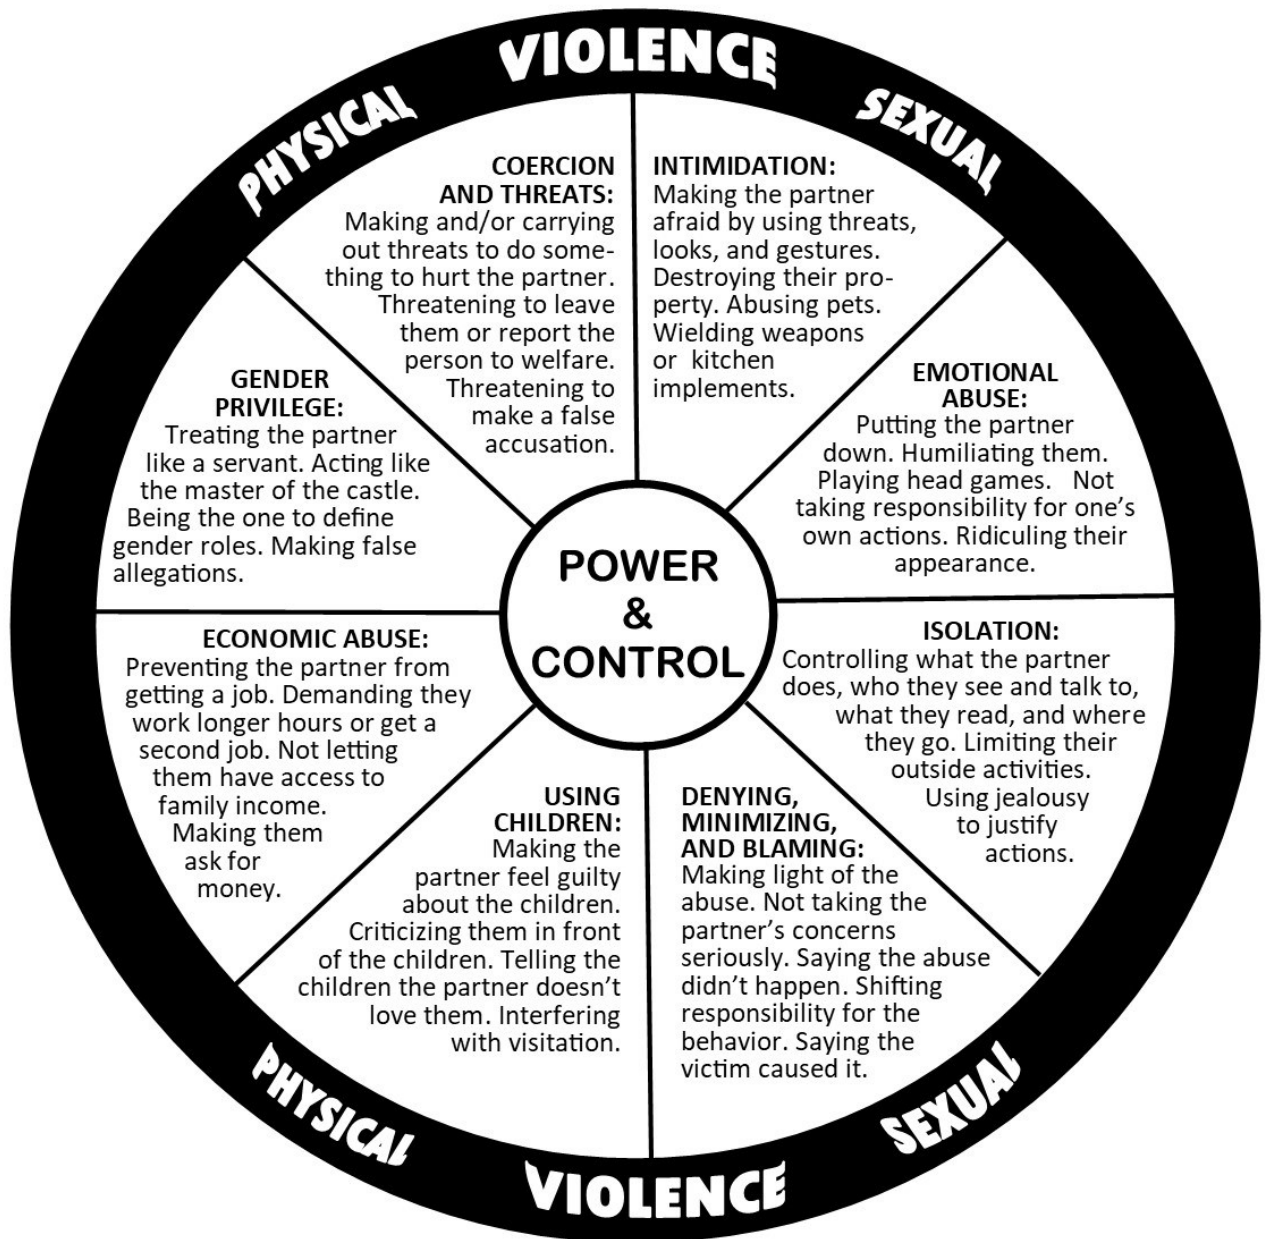 VIOLENCE
PHYSICAL
SEXUAL
COERCION
AND THREATS:
Making and/or carrying
out threats to do some-
thing to hurt the partner.
Threatening to leave
them or report the
person to welfare.
Threatening to
make a false
accusation.
INTIMIDATION:
Making the partner
afraid by using threats,
looks, and gestures.
Destroying their pro-
perty. Abusing pets.
Wielding weapons
or kitchen
implements.
GENDER
PRIVILEGE:
Treating the partner
like a servant. Acting like
the master of the castle.
Being the one to define
gender roles. Making false
allegations.
EMOTIONAL
ABUSE:
Putting the partner
down. Humiliating them.
Playing head games. Not
taking responsibility for one’s
own actions. Ridiculing their
appearance.
POWER
&
CONTROL
ECONOMIC ABUSE:
Preventing the partner from
getting a job. Demanding they
work longer hours or get a
second job. Not letting
them have access to
family income.
Making them
ask for
money.
ISOLATION:
Controlling what the partner
does, who they see and talk to,
what they read, and where
they go. Limiting their
outside activities.
Using jealousy
to justify
actions.
USING
CHILDREN:
Making the
partner feel guilty
about the children.
Criticizing them in front
of the children. Telling the
children the partner doesn’t
love them. Interfering
with visitation.
DENYING,
MINIMIZING,
AND BLAMING:
Making light of the
abuse. Not taking the
partner’s concerns
seriously. Saying the abuse
didn’t happen. Shifting
responsibility for the
behavior. Saying the
victim caused it.
PHYSICAL
SEXUAL
VIOLENCE